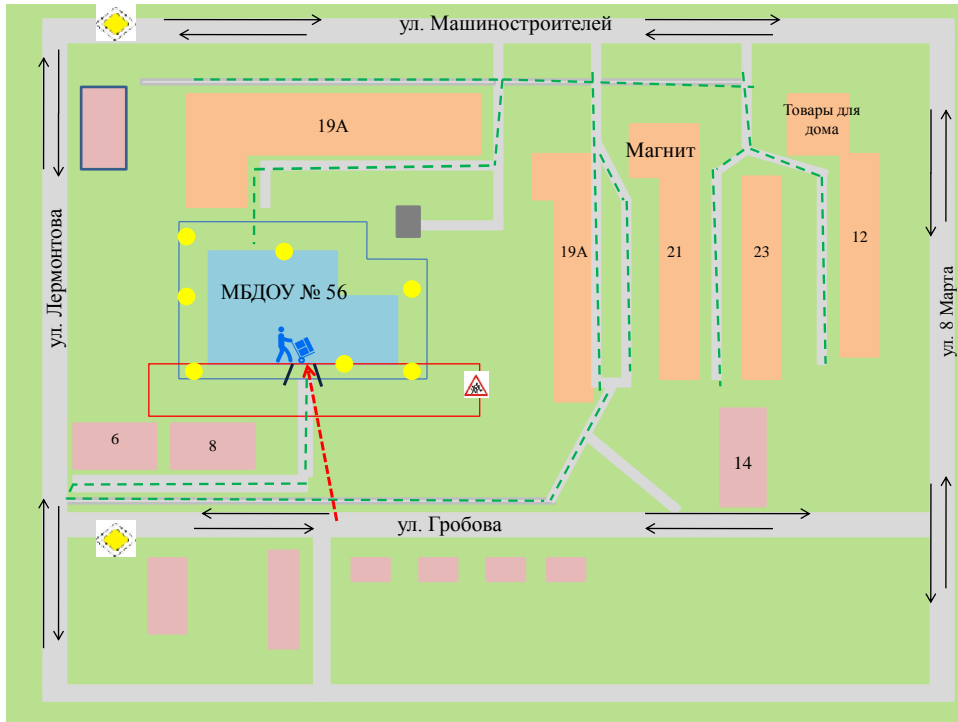 ул. Машиностроителей
19А
Товары для
дома
Магнит
ул. Лермонтова
МБДОУ № 56
19А
21
23
12
ул. 8 Марта
6
8
14
ул. Гробова